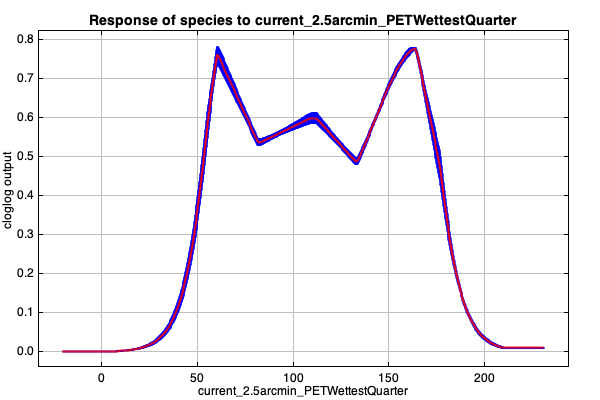 Response of species to current_2.5arcmin_PETWettestQuarter
0.8
0.7
0.6
0.5
0.4
0.3
0.2
0.1
0.0
cloglog output
0 50 100 150 200
current_2.5arcmin_PETWettestQuarter